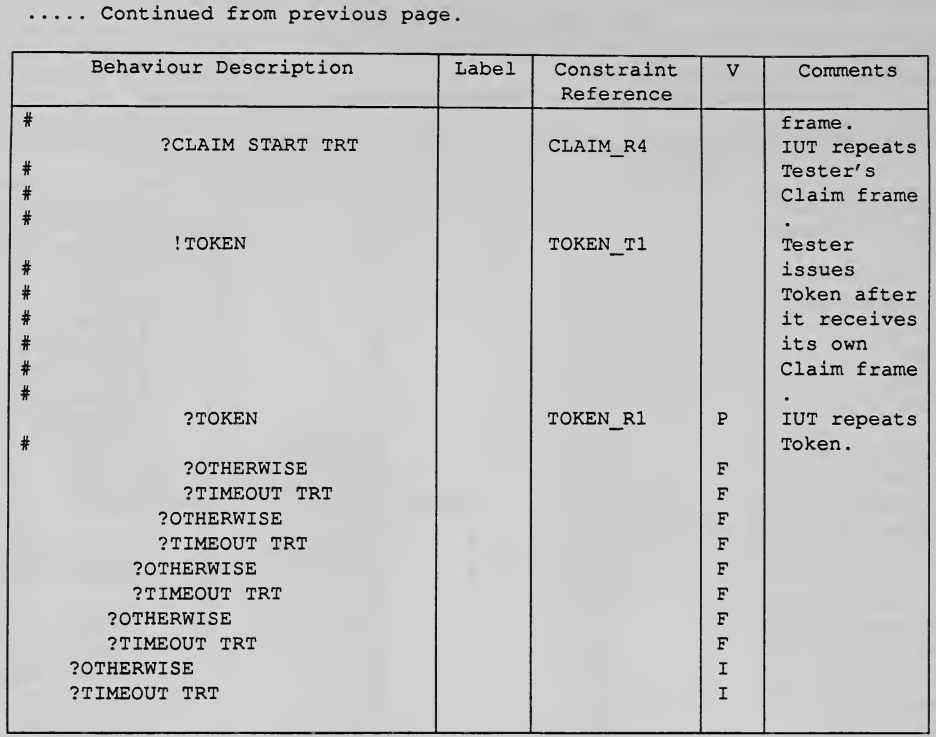 ..... Continued from previous page.
Behaviour Description Label Constraint Reference V Comments
# frame.
?CLAIM START TRT CLAIM_R4 IUT repeats
# Tester's
# Claim frame
# .
!TOKEN TOKEN_T1 Tester
# issues
# Token after
# it receives
# its own
# Claim frame
# .
?TOKEN TOKEN_R1 P IUT repeats
# Token.
?OTHERWISE F
?TIMEOUT TRT F
?OTHERWISE F
?TIMEOUT TRT F
?OTHERWISE F
?TIMEOUT TRT F
?OTHERWISE F
?TIMEOUT TRT F
?OTHERWISE I
?TIMEOUT TRT I